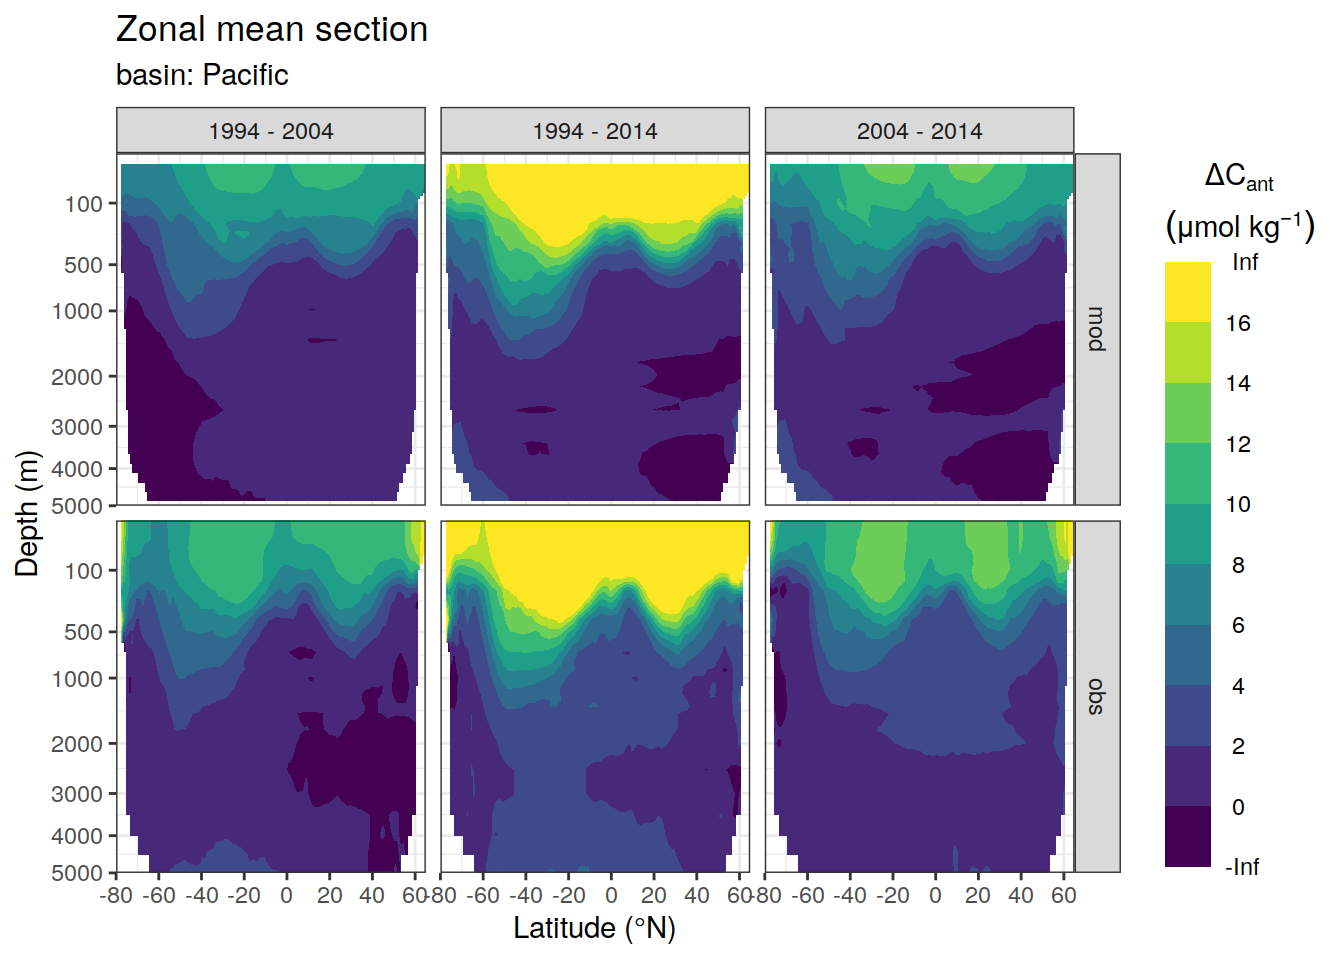 Zonal mean section
basin: Pacific
1994 - 2004
1994 - 2014
2004 - 2014
mod
obs
Depth (m)
100
500
1000
2000
3000
4000
5000
100
500
1000
2000
3000
4000
5000
-80 -60 -40 -20 0 20 40 60
-80 -60 -40 -20 0 20 40 60
-80 -60 -40 -20 0 20 40 60
Latitude (°N)
ΔCant
(μmol kg⁻¹)
Inf
16
14
12
10
8
6
4
2
0
-Inf